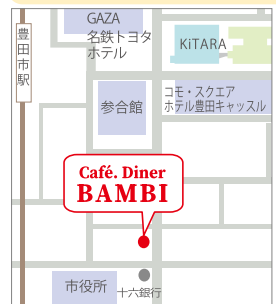 GAZA
名鉄トヨタ
ホテル
豊田市駅
KiTARA
参合館
コモ・スクエア
ホテル豊田キャッスル
Café. Diner
BAMBI
市役所
十六銀行